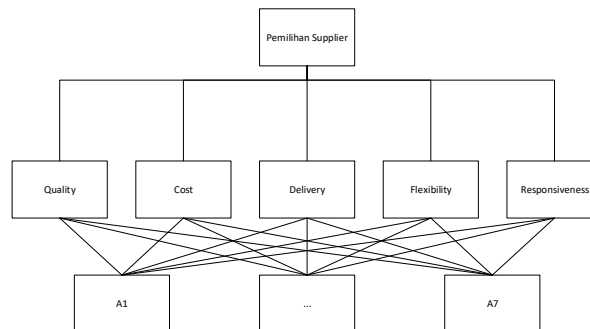 Pemilihan Supplier
Quality
Cost
Delivery
Flexibility
Responsiveness
A1
...
A7